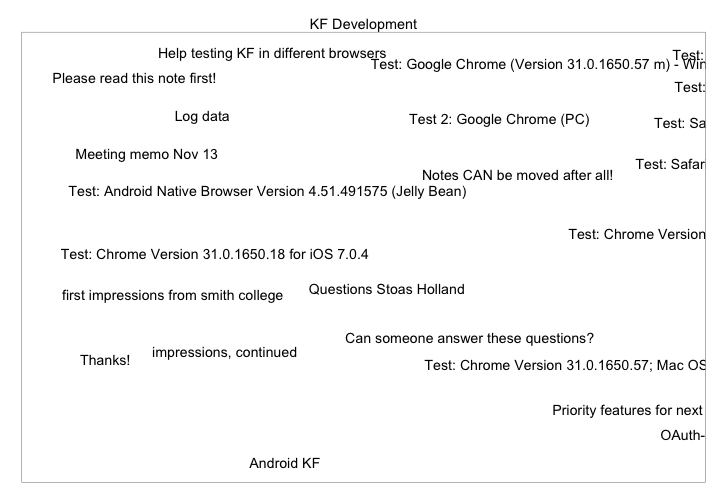 KF Development
Help testing KF in different browsers
Test:
Test: Google Chrome (Version 31.0.1650.57 m) - Win
Please read this note first!
Test:
Log data
Test 2: Google Chrome (PC)
Test: Sa
Meeting memo Nov 13
Test: Safar
Notes CAN be moved after all!
Test: Android Native Browser Version 4.51.491575 (Jelly Bean)
Test: Chrome Version
Test: Chrome Version 31.0.1650.18 for iOS 7.0.4
Questions Stoas Holland
first impressions from smith college
Can someone answer these questions?
impressions, continued
Thanks!
Test: Chrome Version 31.0.1650.57; Mac OS
Priority features for next
OAuth-
Android KF